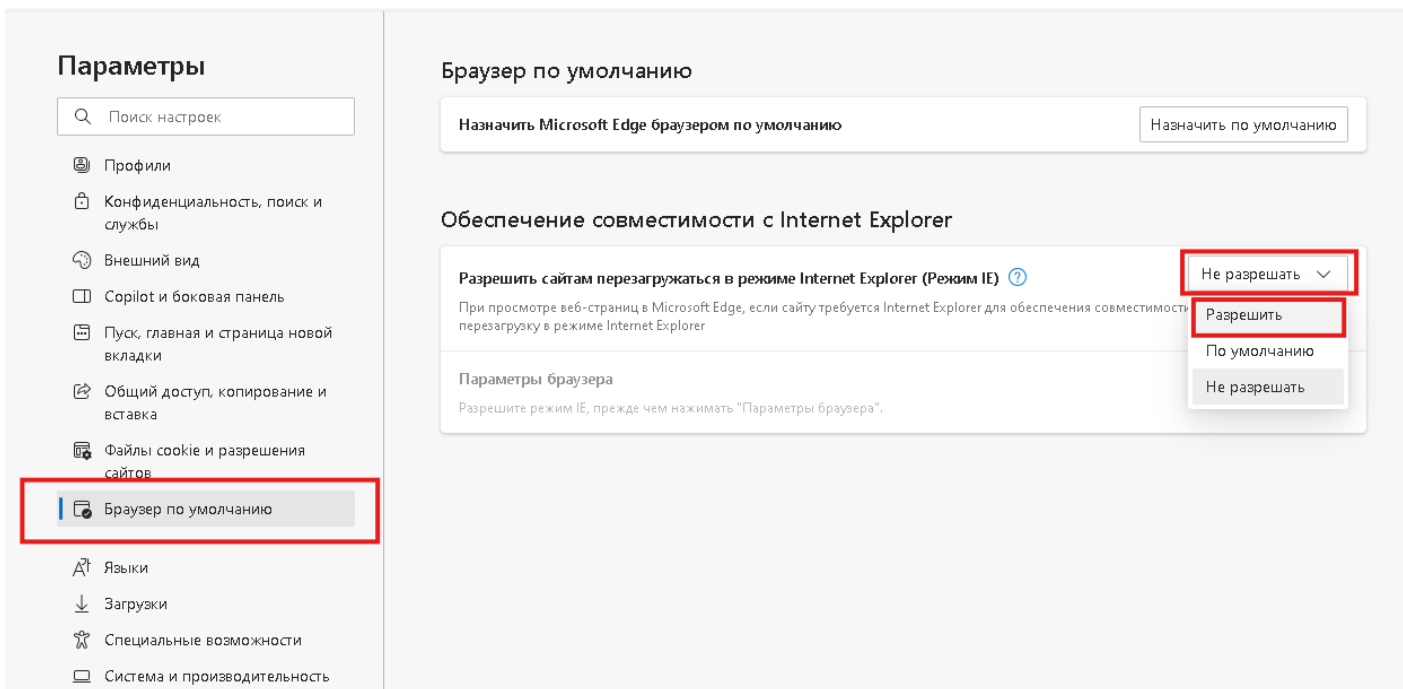 Параметры
Поиск настроек
Профили
Конфиденциальность, поиск и
службы
Внешний вид
Copilot и боковая панель
Пуск, главная и страница новой
вкладки
Общий доступ, копирование и
вставка
Файлы cookie и разрешения
сайтов
Браузер по умолчанию
Языки
Загрузки
Специальные возможности
Система и производительность
Браузер по умолчанию
Назначить Microsoft Edge браузером по умолчанию
Назначить по умолчанию
Обеспечение совместимости с Internet Explorer
Разрешить сайтам перезагружаться в режиме Internet Explorer (Режим IE)
Не разрешать
При просмотре веб-страниц в Microsoft Edge, если сайту требуется Internet Explorer для обеспечения совместимости
перезагрузку в режиме Internet Explorer
Разрешить
По умолчанию
Не разрешать
Параметры браузера
Разрешите режим IE, прежде чем нажимать "Параметры браузера".